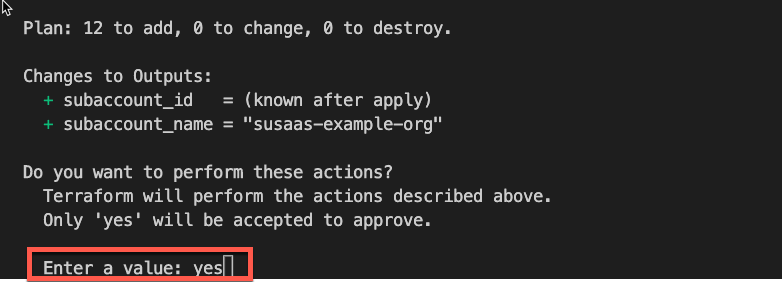 Plan: 12 to add, 0 to change, 0 to destroy.
Changes to Outputs:
+ subaccount_id   = (known after apply)
+ subaccount_name = "susaas-example-org"
Do you want to perform these actions?
Terraform will perform the actions described above.
Only 'yes' will be accepted to approve.
Enter a value: yes